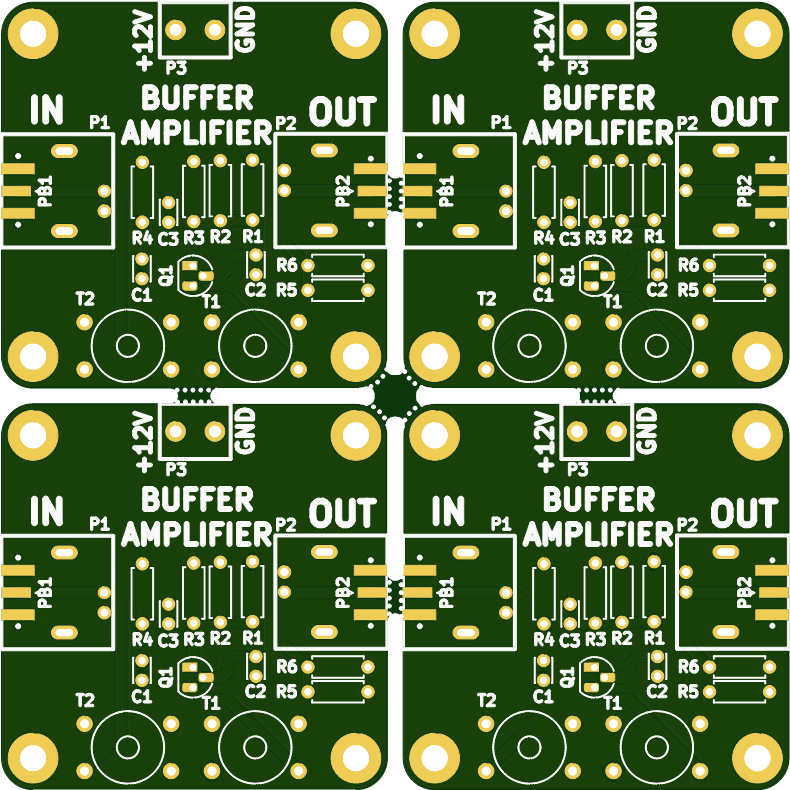 +12V GND +12V GND
P3 P3
IN BUFFER OUT IN BUFFER OUT
P1 AMPLIFIER P2 P1 AMPLIFIER P2
PB1 PB2 PB1 PB2
R4 C3 R3 R2 R1 R4 C3 R3 R2 R1
C1 Q1 C2 R6 C1 Q1 C2 R6
R5 R5
T2 T1 T2 T1
+12V GND +12V GND
P3 P3
IN BUFFER OUT IN BUFFER OUT
P1 AMPLIFIER P2 P1 AMPLIFIER P2
PB1 PB2 PB1 PB2
R4 C3 R3 R2 R1 R4 C3 R3 R2 R1
C1 Q1 C2 R6 C1 Q1 C2 R6
R5 R5
T2 T1 T2 T1